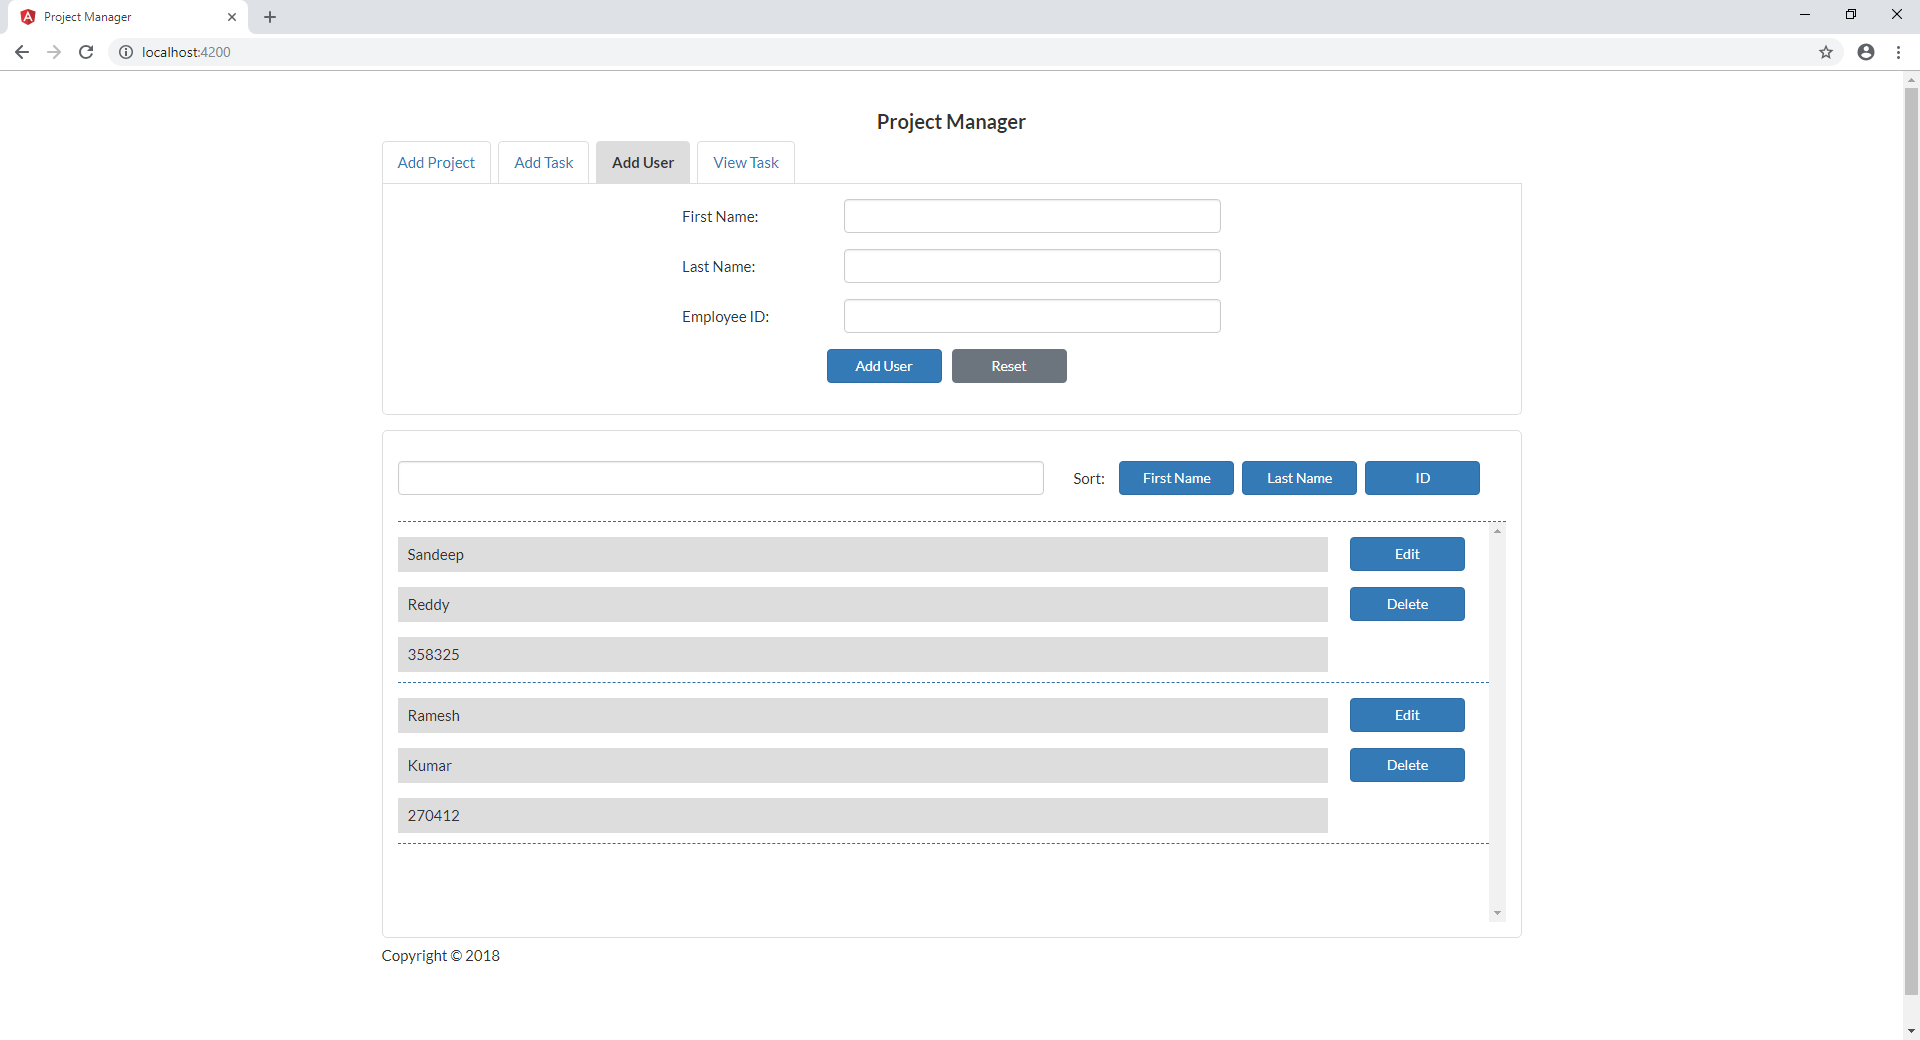 Project Manager
localhost:4200
Project Manager
Add Project Add Task Add User View Task
First Name:
Last Name:
Employee ID:
Add User Reset
Sort: First Name Last Name ID
Sandeep Edit
Reddy Delete
358325
Ramesh Edit
Kumar Delete
270412
Copyright © 2018